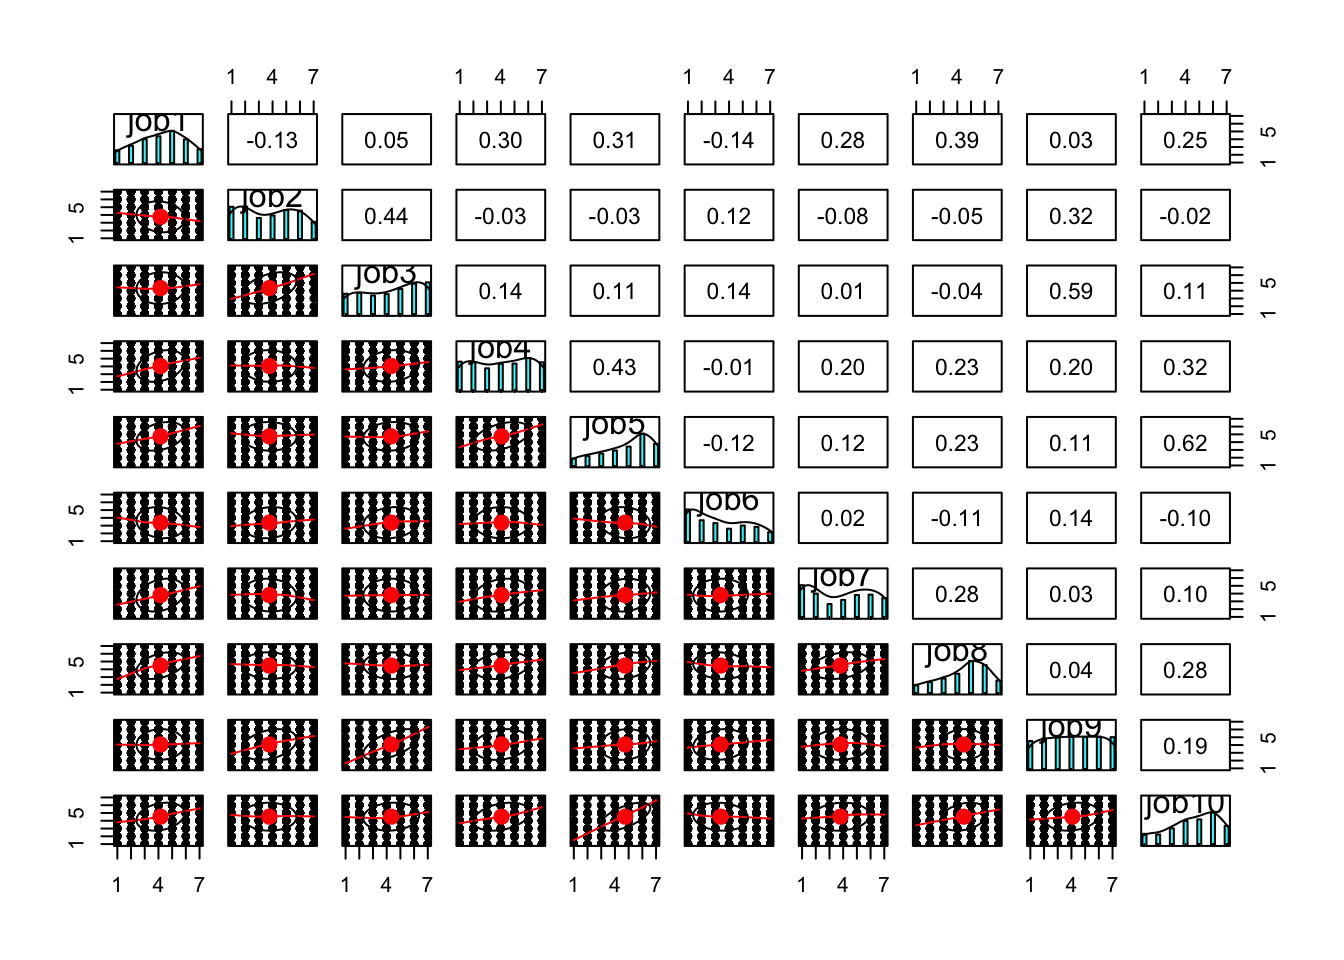 1 4 7 1 4 7 1 4 7 1 4 7 1 4 7
job1 -0.13 0.05 0.30 0.31 -0.14 0.28 0.39 0.03 0.25 1 5
1 5 job2 0.44 -0.03 -0.03 0.12 -0.08 -0.05 0.32 -0.02
job3 0.14 0.11 0.14 0.01 -0.04 0.59 0.11 1 5
1 5 job4 0.43 -0.01 0.20 0.23 0.20 0.32
job5 -0.12 0.12 0.23 0.11 0.62 1 5
1 5 job6 0.02 -0.11 0.14 -0.10
job7 0.28 0.03 0.10 1 5
1 5 job8 0.04 0.28
job9 0.19 1 5
1 5 job10
1 4 7 1 4 7 1 4 7 1 4 7 1 4 7